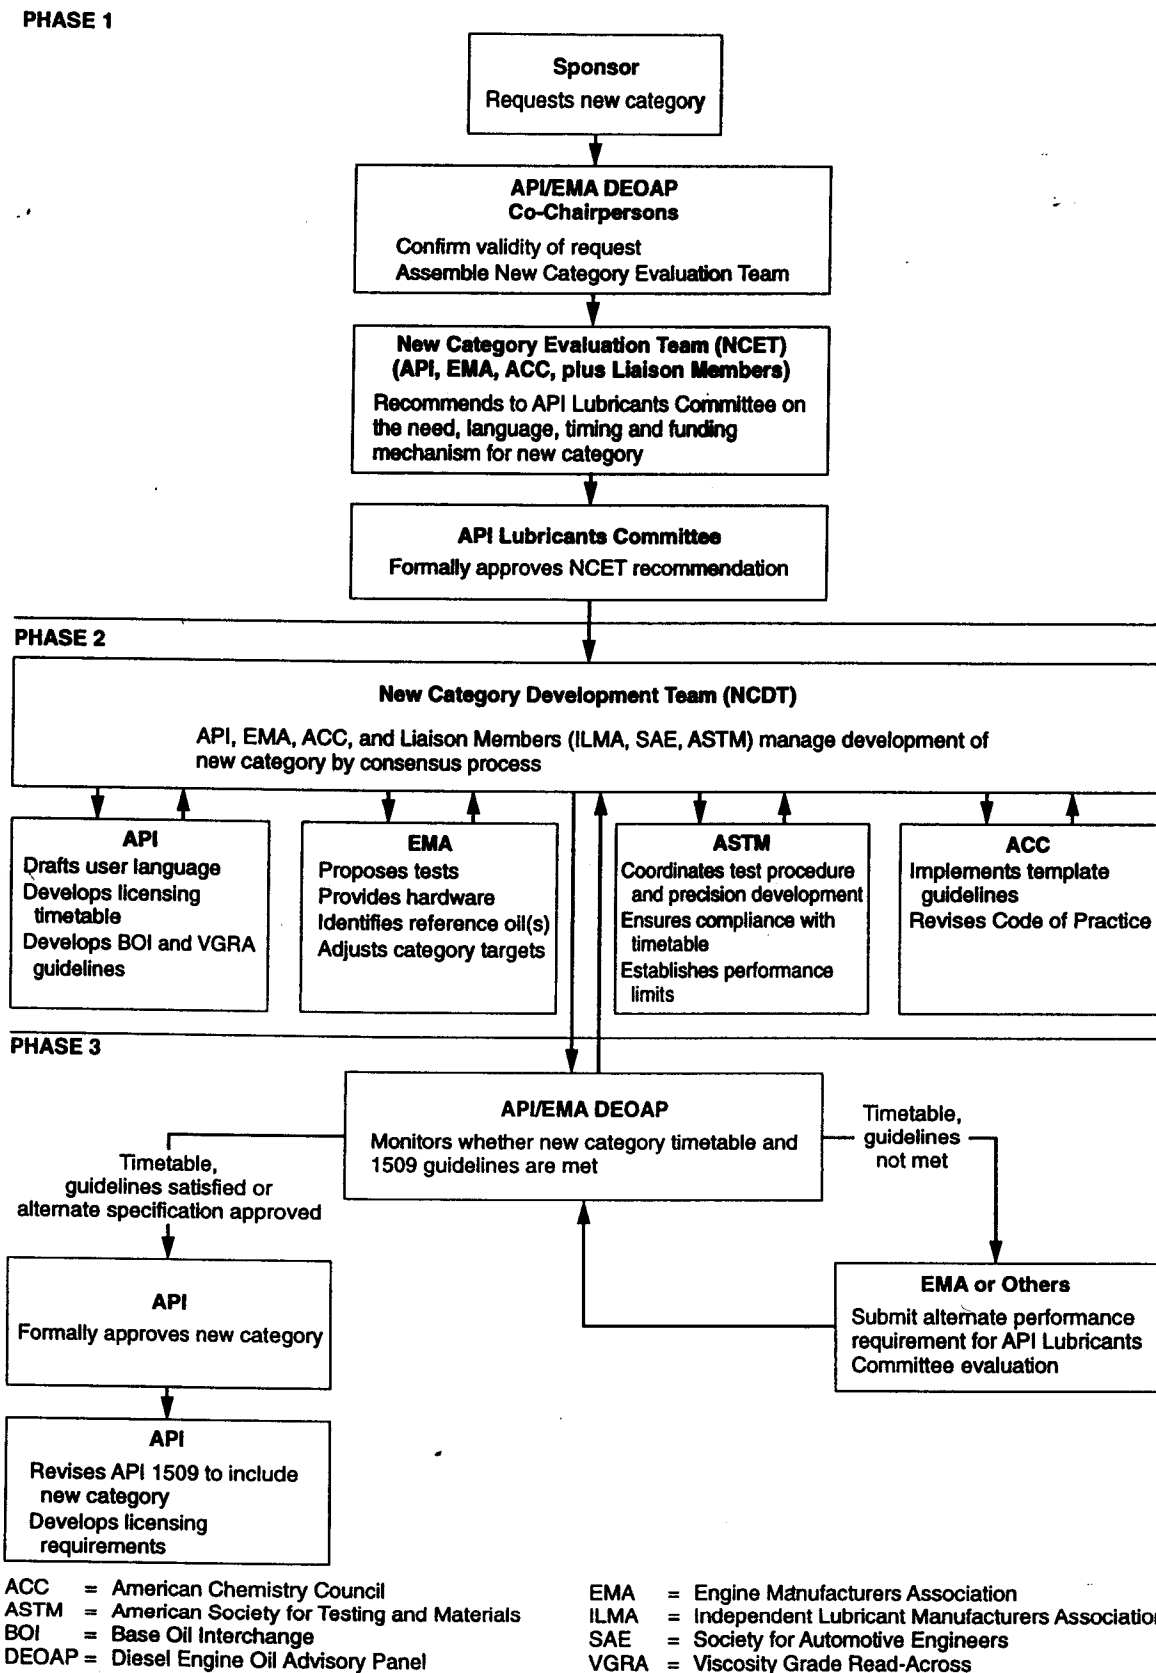 PHASE 1
Sponsor
Requests new category
API/EMA DEOAP
Co-Chairpersons
Confirm validity of request
Assemble New Category Evaluation Team
New Category Evaluation Team (NCET)
(API, EMA, ACC, plus Liaison Members)
Recommends to API Lubricants Committee on
the need, language, timing and funding
mechanism for new category
API Lubricants Committee
Formally approves NCET recommendation
PHASE 2
New Category Development Team (NCDT)
API, EMA, ACC, and Liaison Members (ILMA, SAE, ASTM) manage development of
new category by consensus process
API
Drafts user language
Develops licensing
timetable
Develops BOI and VGRA
guidelines
EMA
Proposes tests
Provides hardware
Identifies reference oil(s)
Adjusts category targets
ASTM
Coordinates test procedure
and precision development
Ensures compliance with
timetable
Establishes performance
limits
ACC
Implements template
guidelines
Revises Code of Practice
PHASE 3
API/EMA DEOAP
Monitors whether new category timetable and
1509 guidelines are met
Timetable,
guidelines
not met
Timetable,
guidelines satisfied or
alternate specification approved
EMA or Others
Submit alternate performance
requirement for API Lubricants
Committee evaluation
API
Formally approves new category
API
Revises API 1509 to include
new category
Develops licensing
requirements
ACC = American Chemistry Council
ASTM = American Society for Testing and Materials
BOI = Base Oil Interchange
DEOAP = Diesel Engine Oil Advisory Panel
EMA = Engine Manufacturers Association
ILMA = Independent Lubricant Manufacturers Association
SAE = Society for Automotive Engineers
VGRA = Viscosity Grade Read-Across